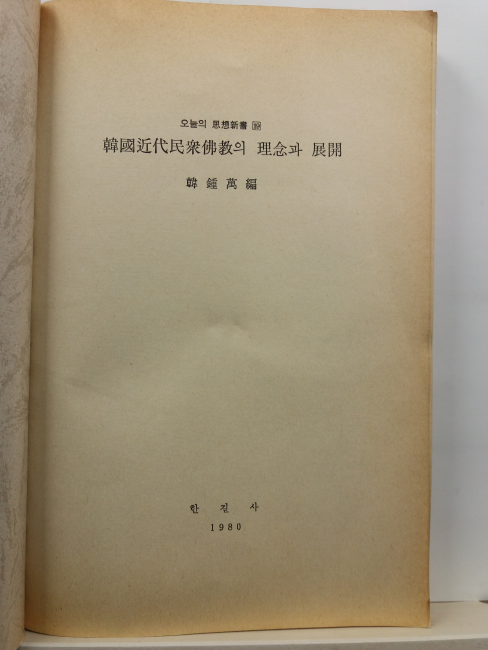 오늘의 思想新書
韓國近代民衆佛敎의 理念과 展開
韓鍾萬 編
한길사
1980